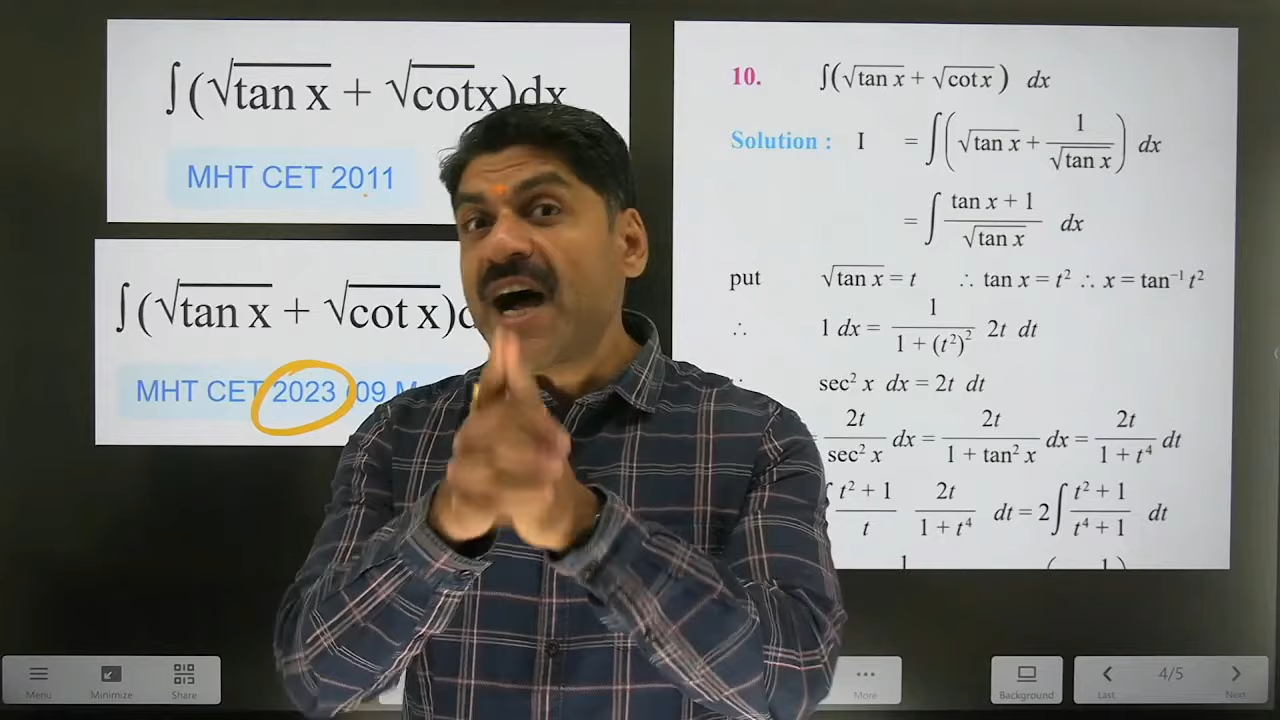 ∫(√tan x + √cotx)dx
MHT CET 2011
∫(√tan x + √cot x)
MHT CET 2023 (09
10. ∫(√tan x + √cot x) dx
Solution : I = ∫(√tan x + 1/√tan x) dx
= ∫ (tan x + 1)/√tan x dx
put √tan x = t ∴ tan x = t² ∴ x = tan⁻¹ t²
∴ 1 dx = 1/(1 + (t²)²) 2t dt
sec² x dx = 2t dt
2t/sec² x dx = 2t/(1 + tan² x) dx = 2t/(1 + t⁴) dt
∫ (t² + 1)/t 2t/(1 + t⁴) dt = 2∫ (t² + 1)/(t⁴ + 1) dt
Menu
Minimize
Share
More
Background
Last
4/5
Next